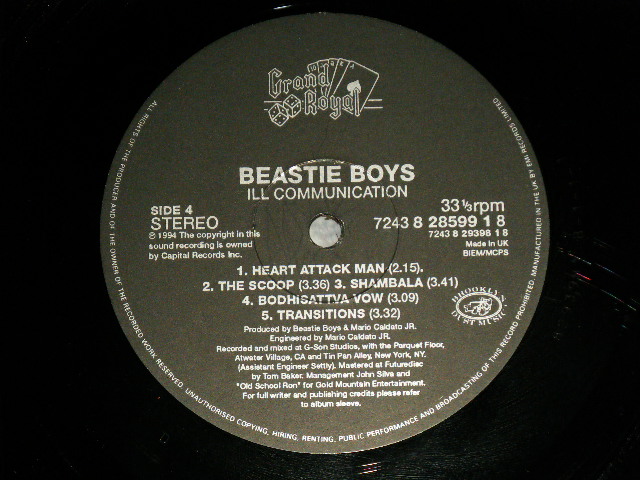 Grand
Royal
BEASTIE BOYS
ILL COMMUNICATION
SIDE 4
STEREO
℗ 1994 The copyright in this
sound recording is owned
by Capitol Records Inc.
33⅓rpm
7243 8 28599 1 8
7243 8 29398 1 8
Made in UK
BIEM/MCPS
1. HEART ATTACK MAN (2.15).
2. THE SCOOP (3.36) 3. SHAMBALA (3.41)
4. BODHISATTVA VOW (3.09)
5. TRANSITIONS (3.32)
BROOKLYN
DUST MUSIC
Produced by Beastie Boys & Mario Caldato JR.
Engineered by Mario Caldato JR.
Recorded and mixed at G-Son Studios, with the Parquet Floor,
Atwater Village, CA and Tin Pan Alley, New York, NY.
(Assistant Engineer Settly). Mastered at Futuredisc
by Tom Baker. Management John Silva and
"Old School Ron" for Gold Mountain Entertainment.
For full writer and publishing credits please refer
to album sleeve.
ALL RIGHTS OF THE PRODUCER AND OF THE OWNER OF THE RECORDED WORK RESERVED. UNAUTHORISED COPYING, HIRING, RENTING, PUBLIC PERFORMANCE AND BROADCASTING OF THIS RECORD PROHIBITED. MANUFACTURED IN THE U.K. BY EMI RECORDS LIMITED